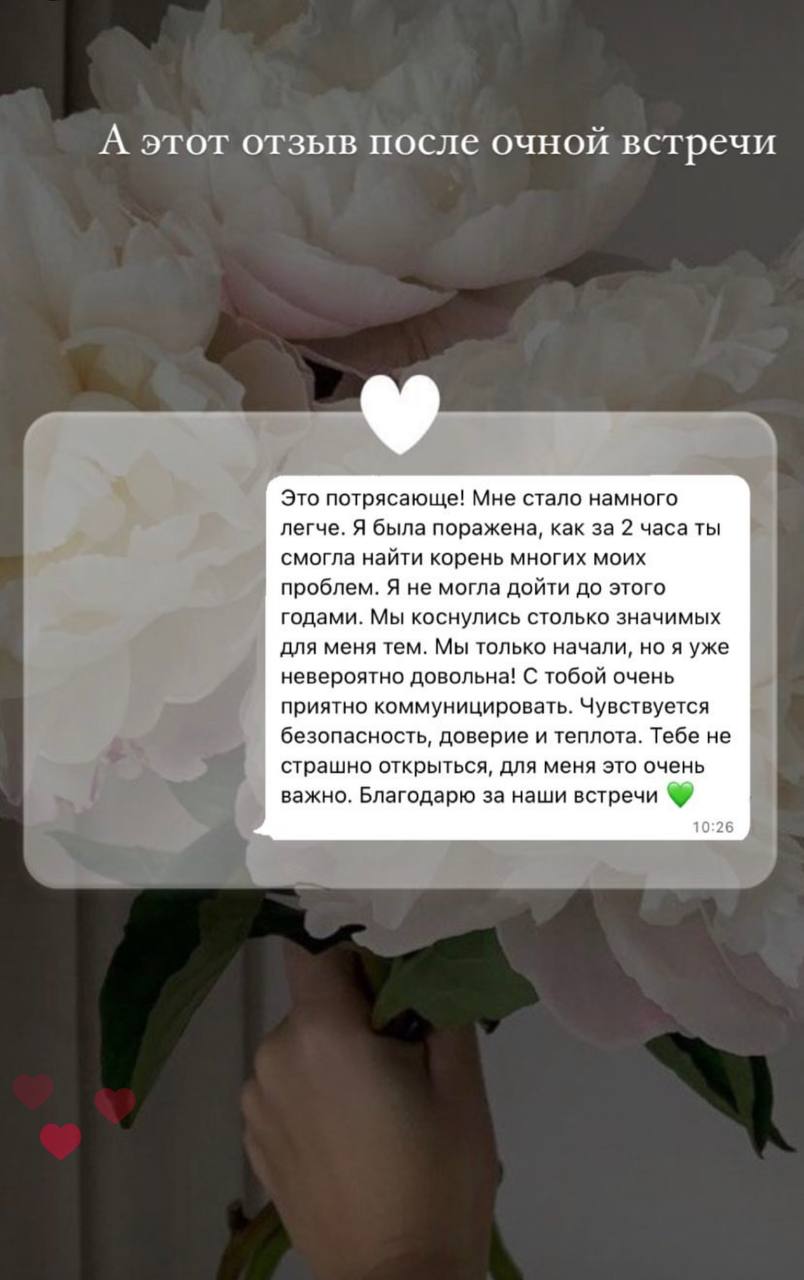 А этот отзыв после очной встречи
Это потрясающе! Мне стало намного
легче. Я была поражена, как за 2 часа ты
смогла найти корень многих моих
проблем. Я не могла дойти до этого
годами. Мы коснулись столько значимых
для меня тем. Мы только начали, но я уже
невероятно довольна! С тобой очень
приятно коммуницировать. Чувствуется
безопасность, доверие и теплота. Тебе не
страшно открыться, для меня это очень
важно. Благодарю за наши встречи 💚
10:26